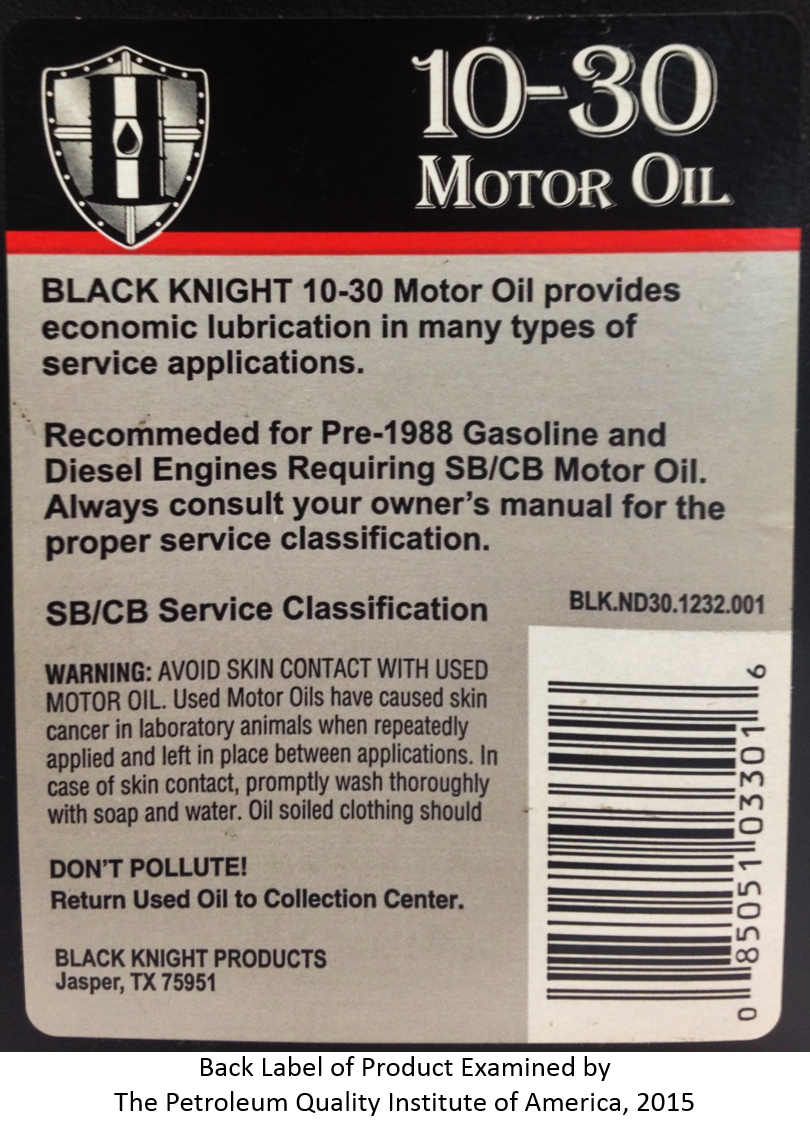 10-30
MOTOR OIL
BLACK KNIGHT 10-30 Motor Oil provides
economic lubrication in many types of
service applications.
Recommeded for Pre-1988 Gasoline and
Diesel Engines Requiring SB/CB Motor Oil.
Always consult your owner's manual for the
proper service classification.
SB/CB Service Classification
BLK.ND30.1232.001
WARNING: AVOID SKIN CONTACT WITH USED
MOTOR OIL. Used Motor Oils have caused skin
cancer in laboratory animals when repeatedly
applied and left in place between applications. In
case of skin contact, promptly wash thoroughly
with soap and water. Oil soiled clothing should
DON'T POLLUTE!
Return Used Oil to Collection Center.
BLACK KNIGHT PRODUCTS
Jasper, TX 75951
0 85051 03301 6
Back Label of Product Examined by
The Petroleum Quality Institute of America, 2015